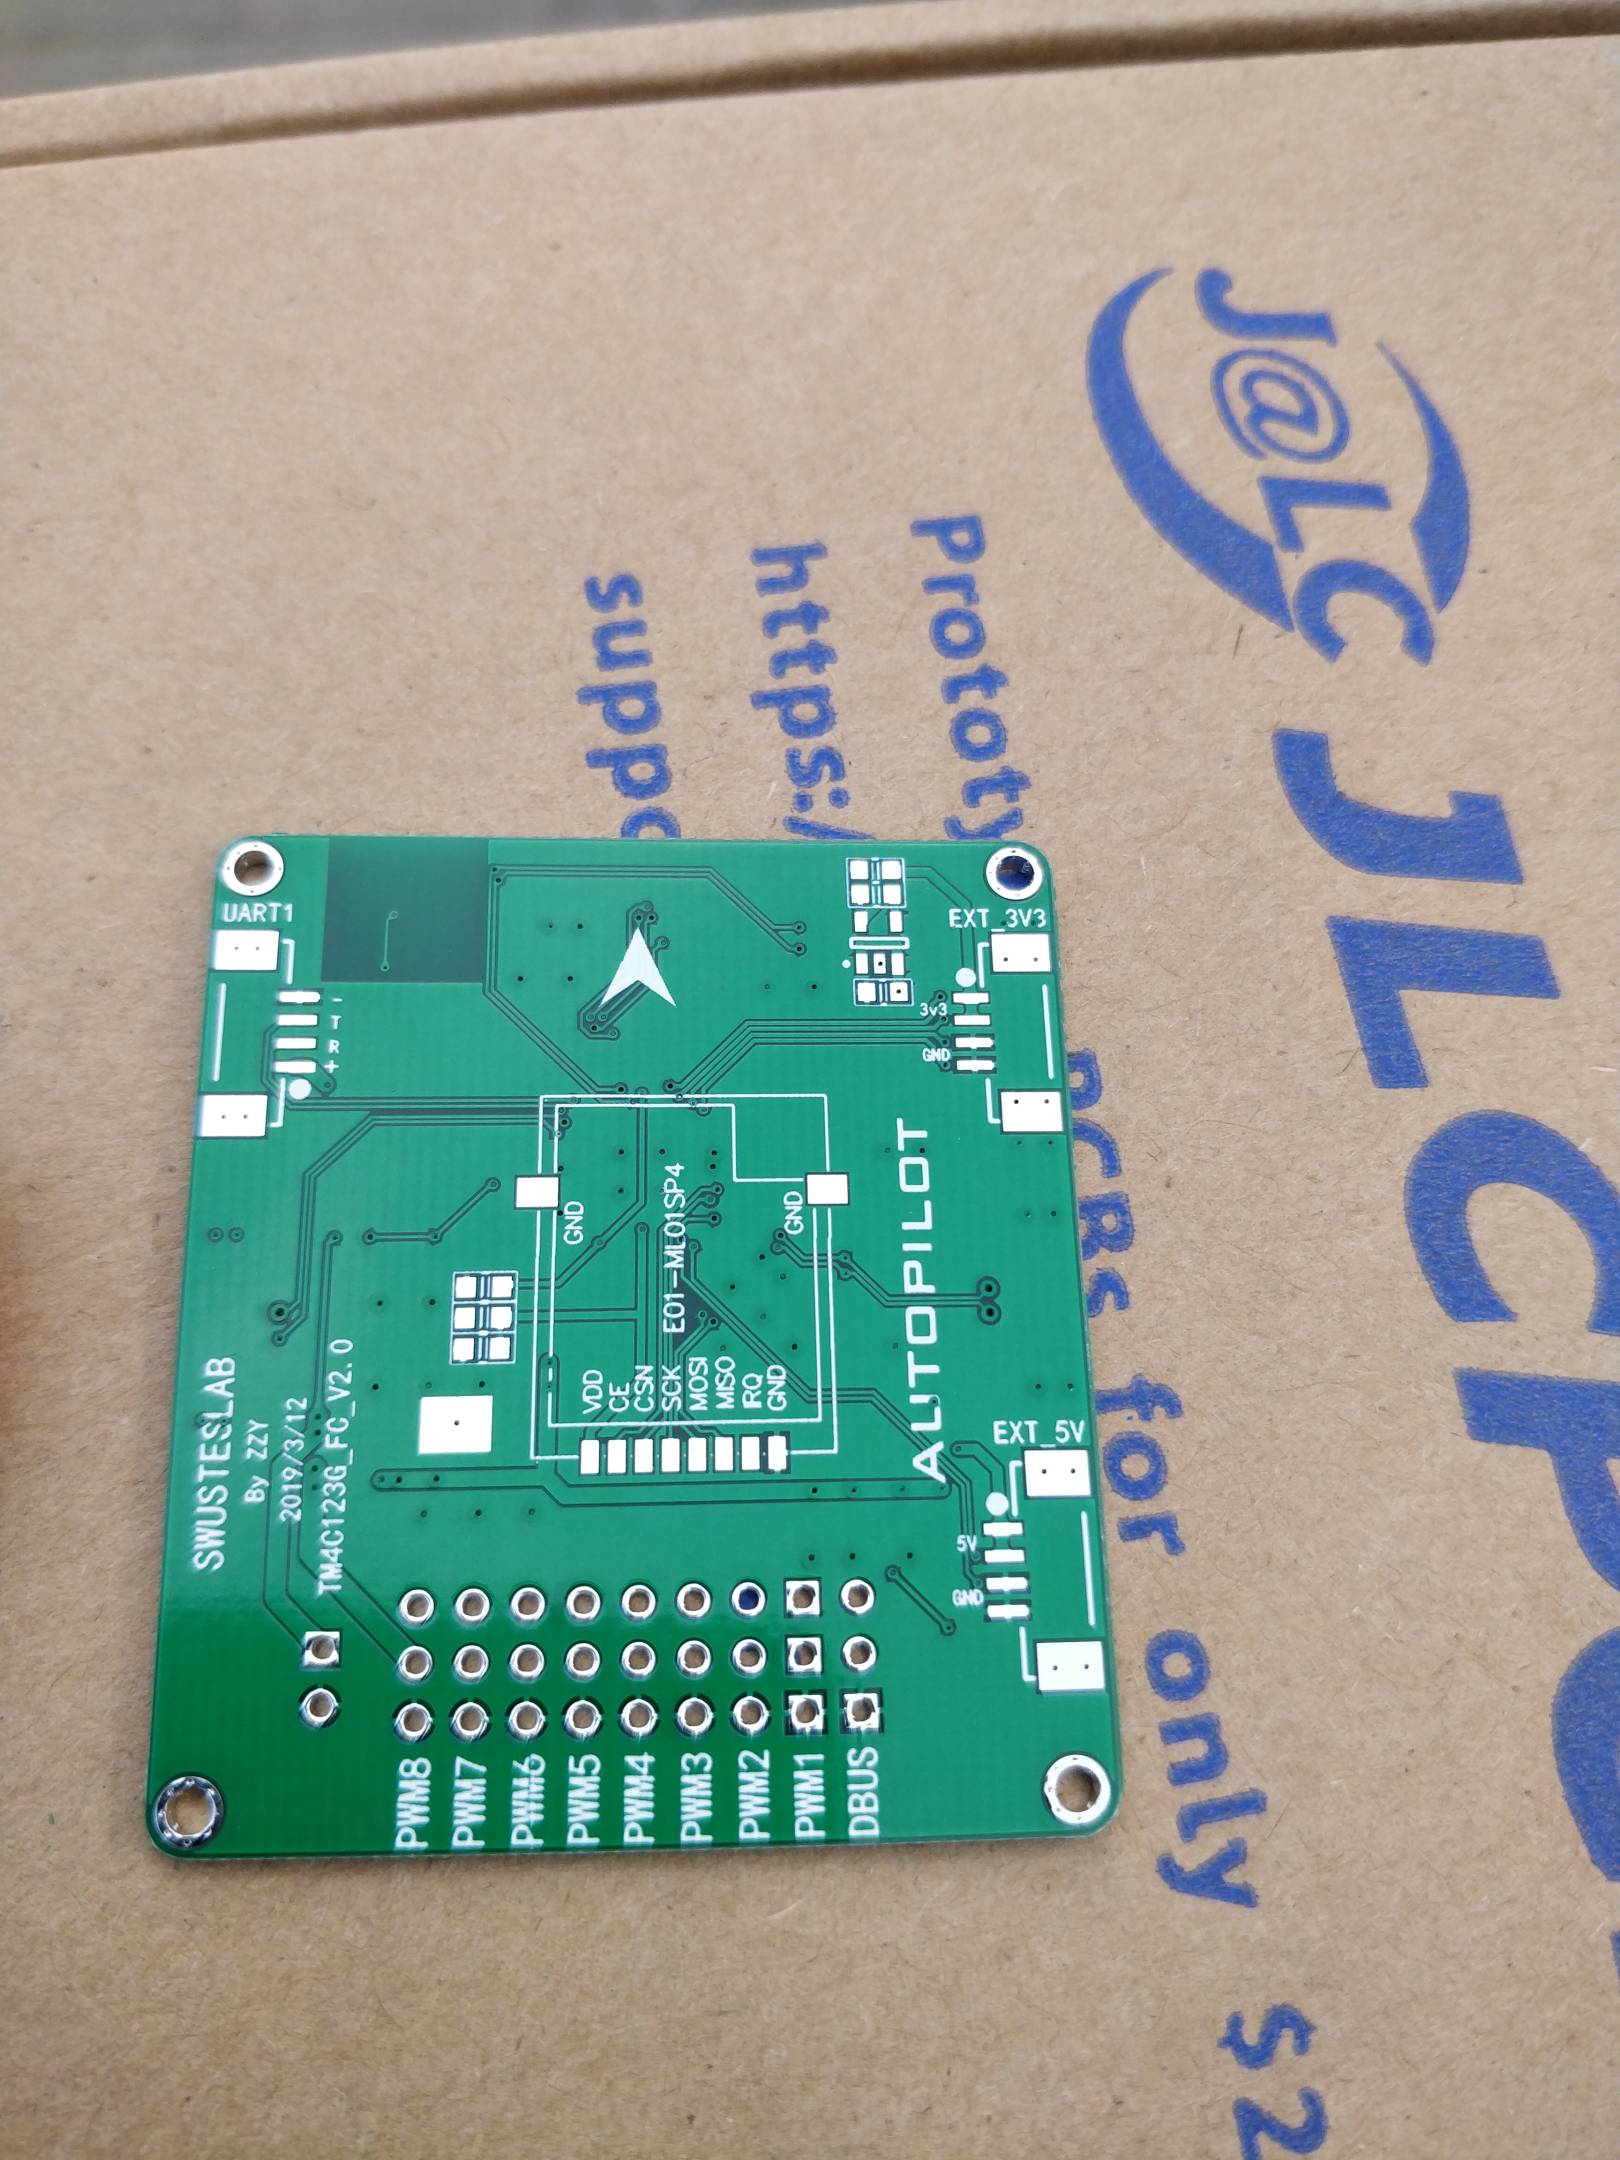 J@LC
JLCP
prototy
https:/
suppo
PCBs for only $2
UART1
-
T
R
+
EXT_3V3
3v3
GND
GND
GND
E01-ML01SP4
VDD
CE
CSN
SCK
MOSI
MISO
IRQ
GND
AUTOPILOT
EXT_5V
5V
GND
SWUSTESLAB
By ZZY
2019/3/12
TM4C123G_FC_V2.0
PWM8
PWM7
PWM6
PWM5
PWM4
PWM3
PWM2
PWM1
DBUS